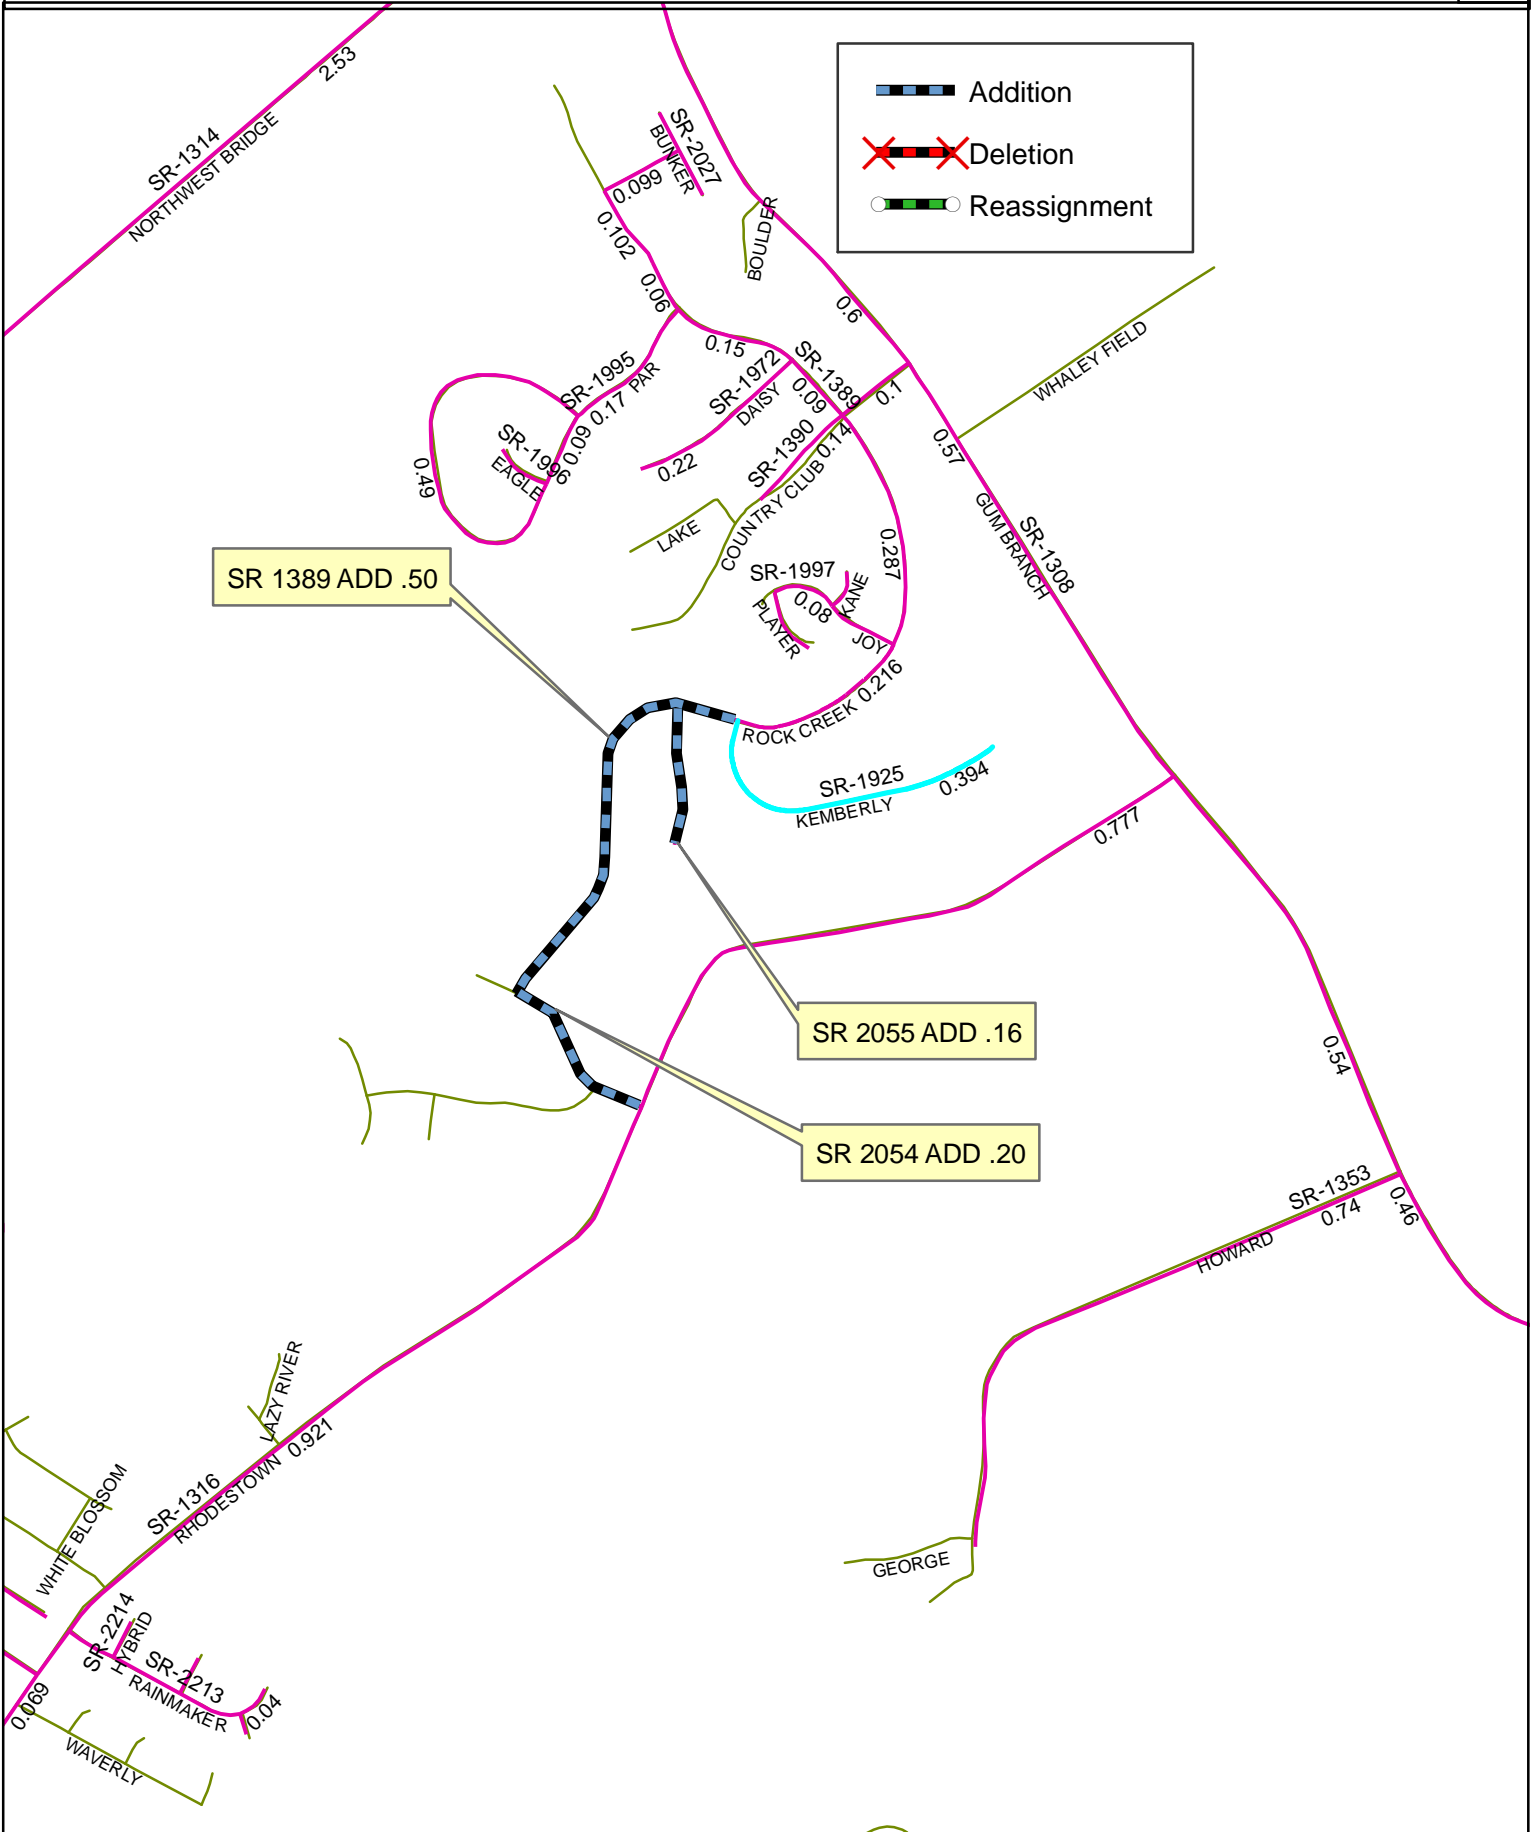 2.53
SR-1314
NORTHWEST BRIDGE
Addition
Deletion
Reassignment
SR-2027
BUNKER
0.099
0.102
0.06
BOULDER
0.6
WHALEY FIELD
0.15
SR-1972
DAISY
0.22
SR-1389
0.09
0.1
SR-1995
0.17 PAR
0.09
SR-1996
EAGLE
0.49
SR-1390
0.14
COUNTRY CLUB
LAKE
0.57
GUM BRANCH
SR-1308
0.287
SR-1997
0.08
KANE
PLAYER
JOY
SR 1389 ADD .50
0.216
ROCK CREEK
SR-1925
0.394
KEMBERLY
0.777
SR 2055 ADD .16
0.54
SR 2054 ADD .20
SR-1353
0.74
0.46
HOWARD
LAZY RIVER
0.921
SR-1316
RHODESTOWN
WHITE BLOSSOM
GEORGE
SR-2214
HYBRID
SR-2213
RAINMAKER
0.04
0.069
WAVERLY